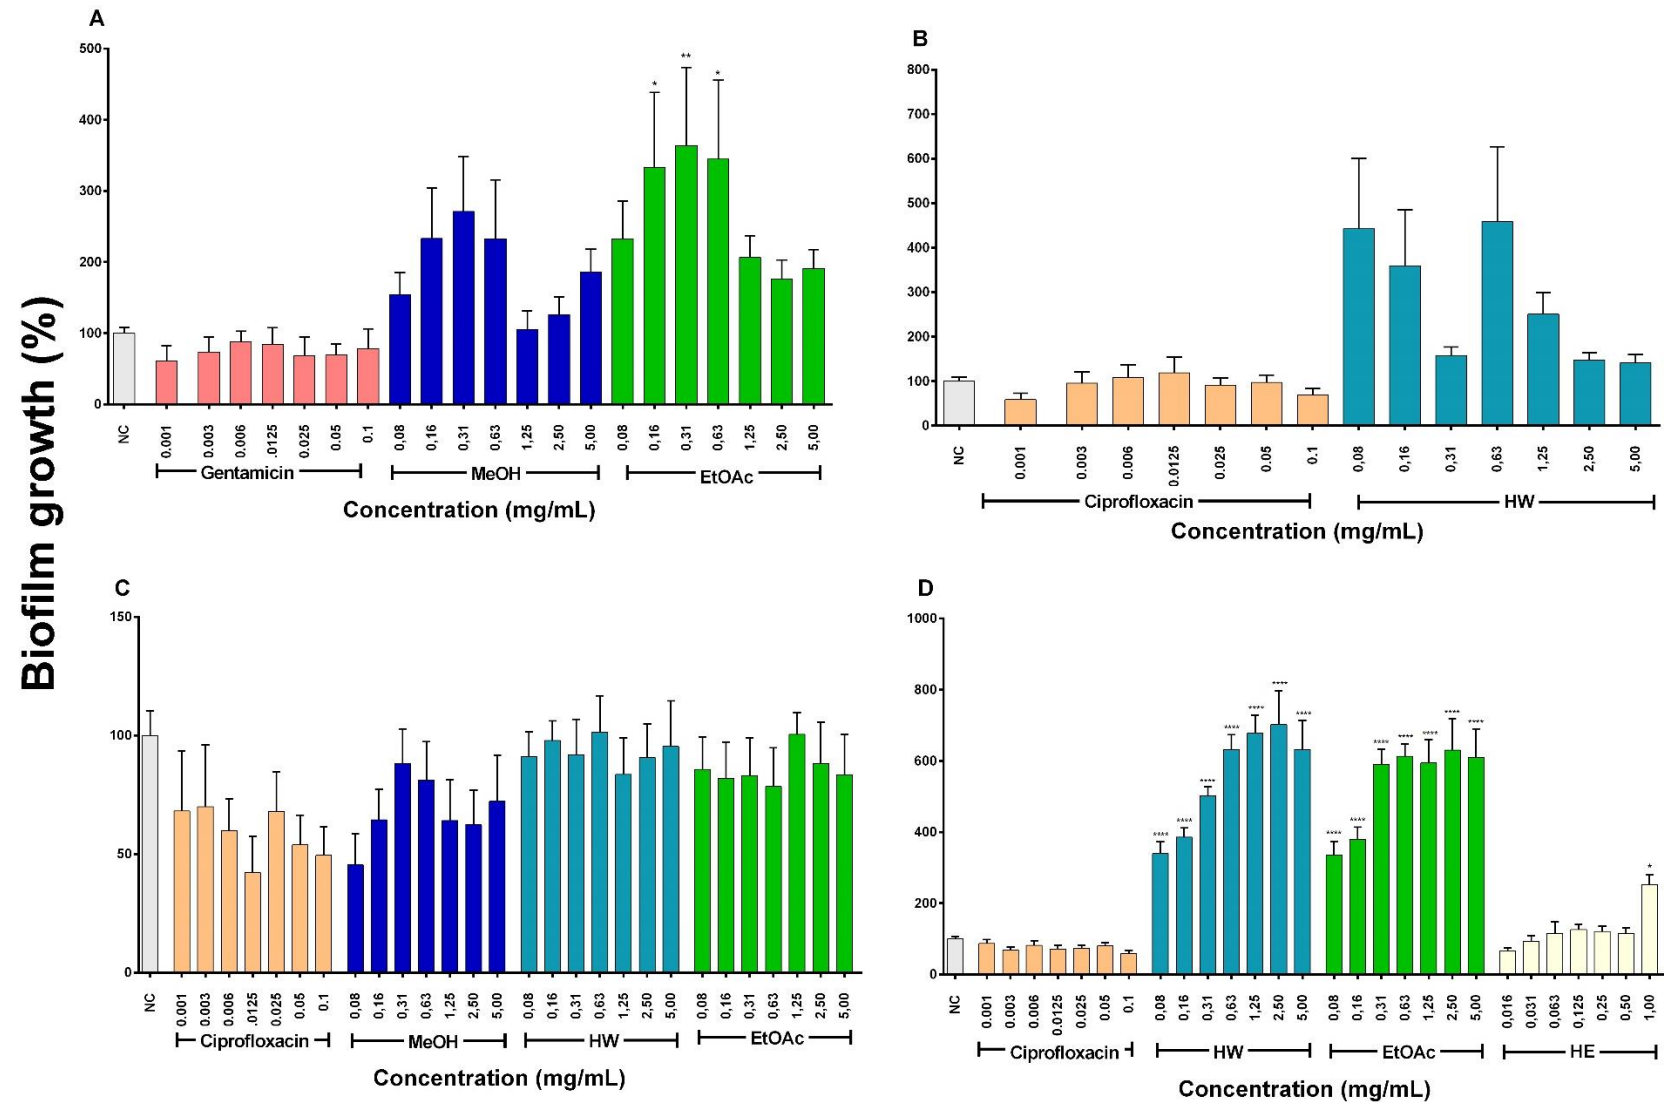 Biofilm growth (%)
A
500
400
300
200
100
0
* ** *
NC 0.001 0.003 0.006 .0125 0.025 0.05 0.1 0,08 0,16 0,31 0,63 1,25 2,50 5,00 0,08 0,16 0,31 0,63 1,25 2,50 5,00
Gentamicin MeOH EtOAc
Concentration (mg/mL)
B
800
700
600
500
400
300
200
100
0
NC 0.001 0.003 0.006 0.0125 0.025 0.05 0.1 0,08 0,16 0,31 0,63 1,25 2,50 5,00
Ciprofloxacin HW
Concentration (mg/mL)
C
150
100
50
0
NC 0.001 0.003 0.006 .0125 0.025 0.05 0.1 0,08 0,16 0,31 0,63 1,25 2,50 5,00 0,08 0,16 0,31 0,63 1,25 2,50 5,00 0,08 0,16 0,31 0,63 1,25 2,50 5,00
Ciprofloxacin MeOH HW EtOAc
Concentration (mg/mL)
D
1000
800
600
400
200
0
**** **** **** **** **** **** **** **** **** **** **** **** **** **** *
NC 0.001 0.003 0.006 0.0125 0.025 0.05 0.1 0,08 0,16 0,31 0,63 1,25 2,50 5,00 0,08 0,16 0,31 0,63 1,25 2,50 5,00 0,016 0,031 0,063 0,125 0,25 0,50 1,00
Ciprofloxacin HW EtOAc HE
Concentration (mg/mL)